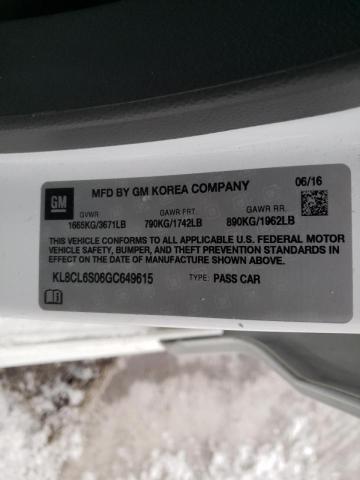 GM
MFD BY GM KOREA COMPANY 06/16
GVWR GAWR FRT. GAWR RR.
1665KG/3671LB 790KG/1742LB 890KG/1962LB
THIS VEHICLE CONFORMS TO ALL APPLICABLE U.S. FEDERAL MOTOR
VEHICLE SAFETY, BUMPER, AND THEFT PREVENTION STANDARDS IN
EFFECT ON THE DATE OF MANUFACTURE SHOWN ABOVE.
KL8CL6S06GC649615 TYPE: PASS CAR